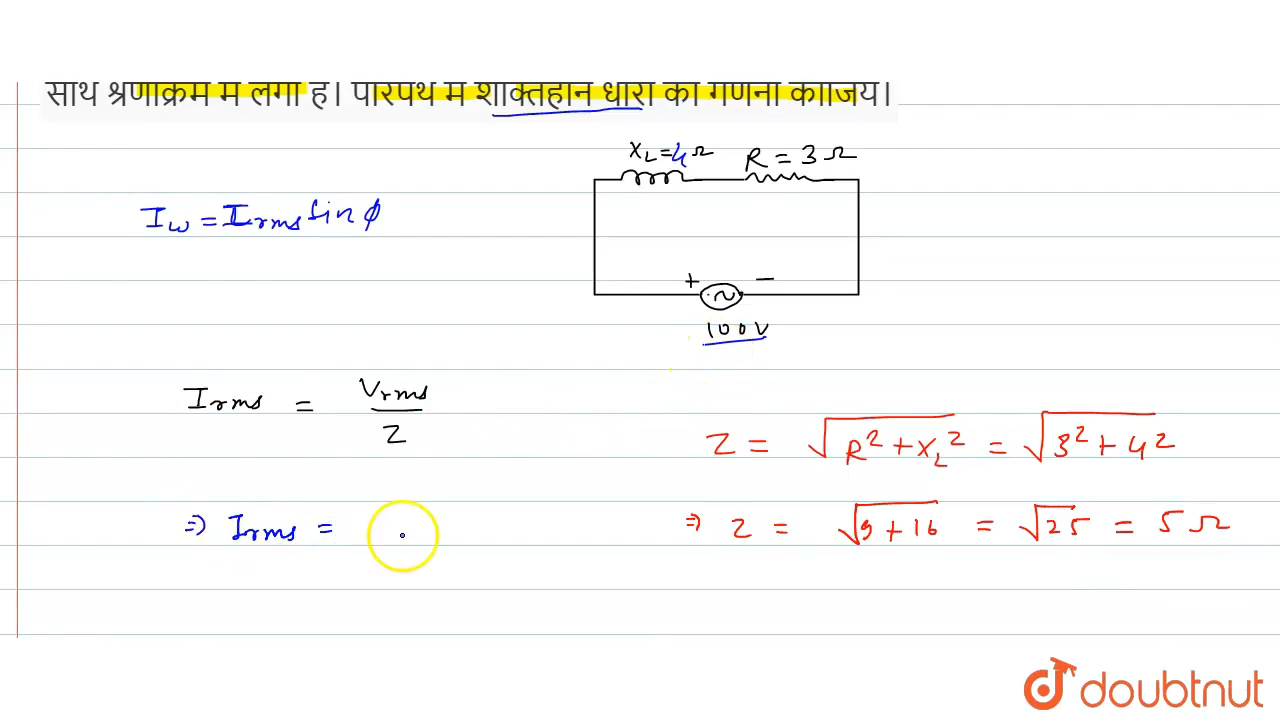 साथ श्रेणीक्रम में लगा है। परिपथ में शक्तिहीन धारा की गणना कीजिये।
X_L = 4 Ω R = 3 Ω
I_w = I_rms sin φ
+ −
100 V
I_rms = V_rms / Z
Z = √(R² + X_L²) = √(3² + 4²)
⇒ I_rms =
⇒ Z = √(9 + 16) = √25 = 5 Ω
doubtnut